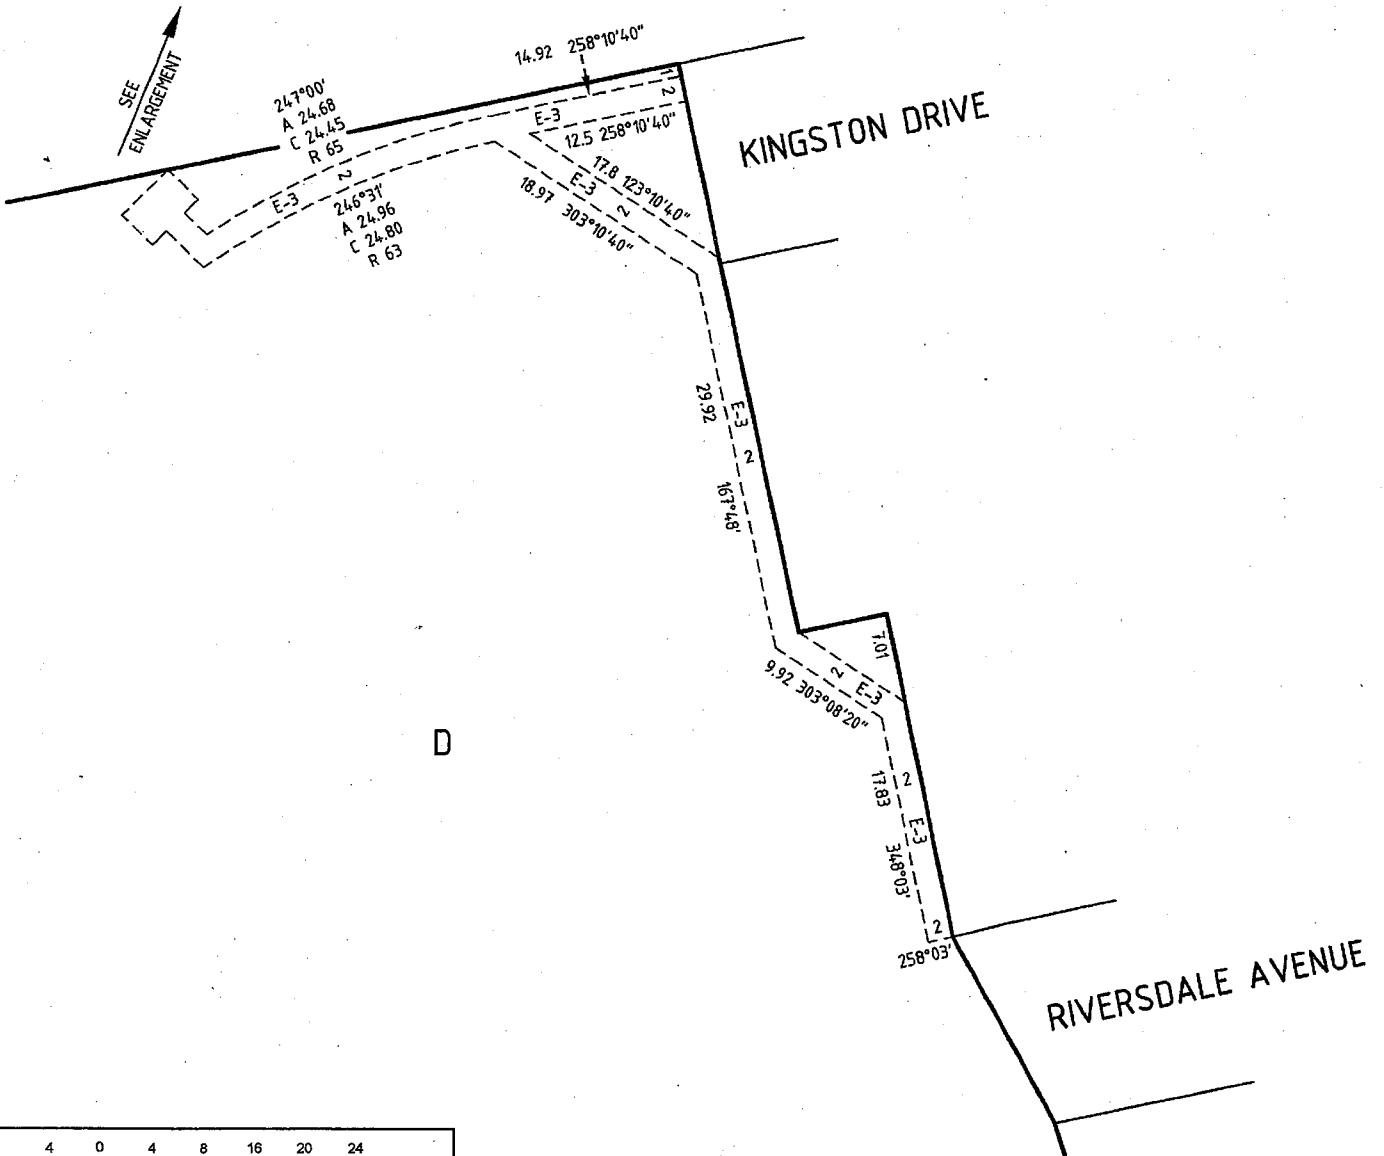 SEE
ENLARGEMENT
14.92 258°10'40"
247°00'
A 24.68
C 24.45
R 65
1
2
E-3
12.5 258°10'40"
KINGSTON DRIVE
17.8 123°10'40"
E-3
2
18.97 303°10'40"
2
E-3
246°31'
A 24.96
C 24.80
R 63
29.92
E-3
2
167°48'
7.01
2
E-3
9.92 303°08'20"
D
17.83
2
E-3
348°03'
2
258°03'
RIVERSDALE AVENUE
4 0 4 8 16 20 24